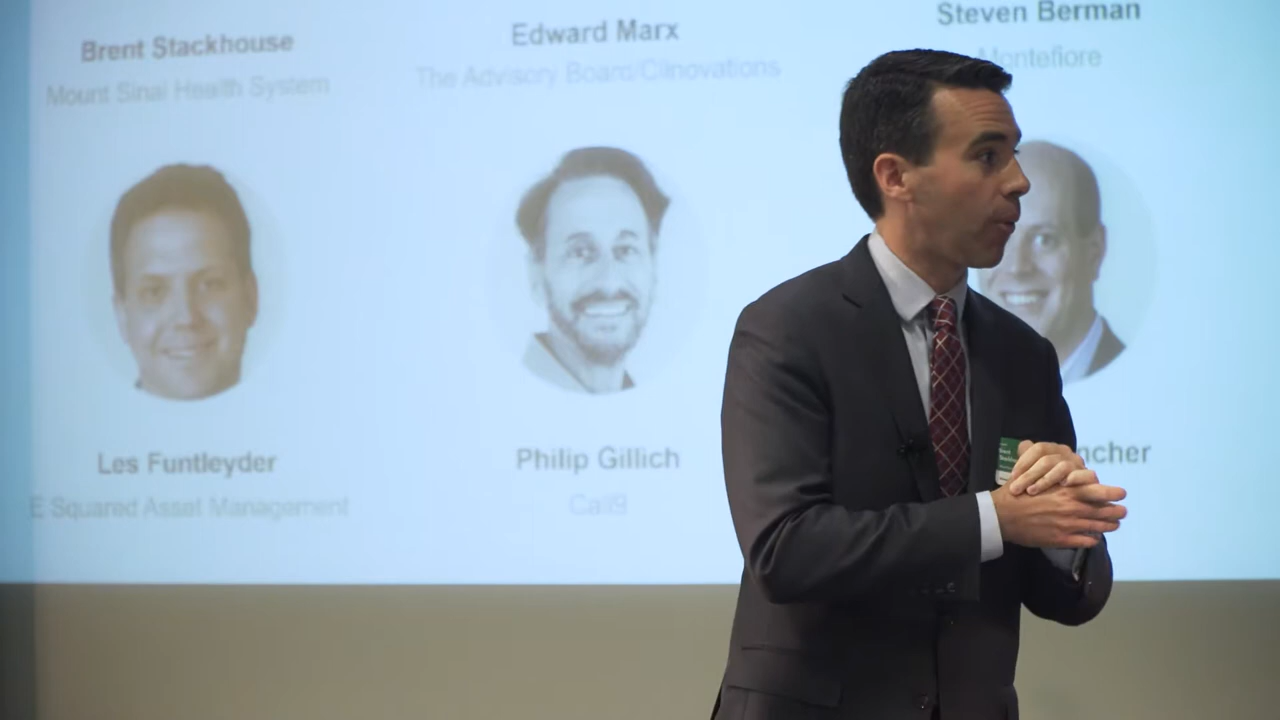 Brent Stackhouse
Edward Marx
Steven Berman
Mount Sinai Health System
The Advisory Board/Clinovations
Montefiore
Les Funtleyder
Philip Gillich
ncher
E Squared Asset Management
Call9